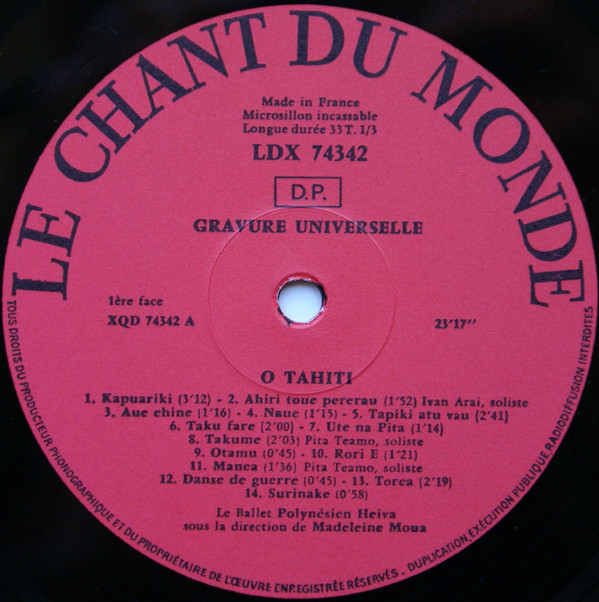 LE CHANT DU MONDE
Made in France
Microsillon incassable
Longue durée 33 T. 1/3
LDX 74342
D.P.
GRAVURE UNIVERSELLE
1ère face
XQD 74342 A
23'17"
O TAHITI
1. Kapuariki (3'12) - 2. Ahiri toue pererau (1'52) Ivan Arai, soliste
3. Aue chine (1'16) - 4. Naue (1'15) - 5. Tapiki atu vau (2'41)
6. Taku fare (2'00) - 7. Ute na Pita (1'14)
8. Takume (2'03) Pita Teamo, soliste
9. Otamu (0'45) - 10. Rori E (1'21)
11. Manea (1'36) Pita Teamo, soliste
12. Danse de guerre (0'45) - 13. Torea (2'19)
14. Surinake (0'58)
Le Ballet Polynésien Heiva
sous la direction de Madeleine Moua
TOUS DROITS DU PRODUCTEUR PHONOGRAPHIQUE ET DU PROPRIÉTAIRE DE L'ŒUVRE ENREGISTRÉE RÉSERVÉS - DUPLICATION, EXÉCUTION PUBLIQUE, RADIODIFFUSION INTERDITES